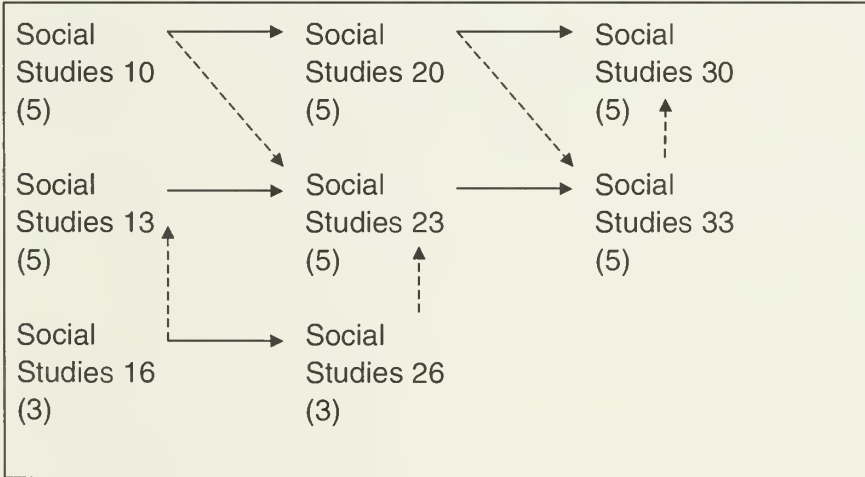 Social
Studies 10
(5)
Social
Studies 20
(5)
Social
Studies 30
(5)
Social
Studies 13
(5)
Social
Studies 23
(5)
Social
Studies 33
(5)
Social
Studies 16
(3)
Social
Studies 26
(3)